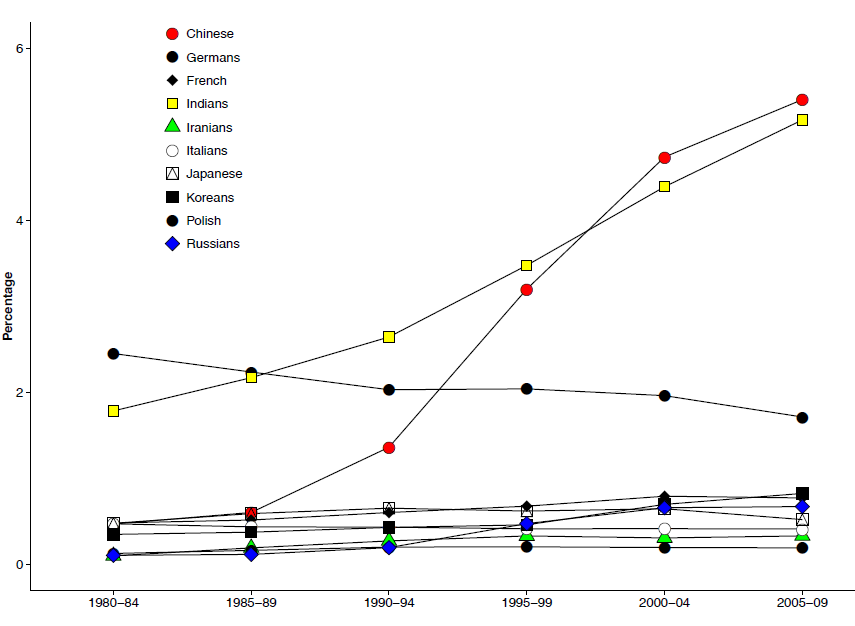 Chinese
Germans
French
Indians
Iranians
Italians
Japanese
Koreans
Polish
Russians
Percentage
6
4
2
0
1980–84 1985–89 1990–94 1995–99 2000–04 2005–09